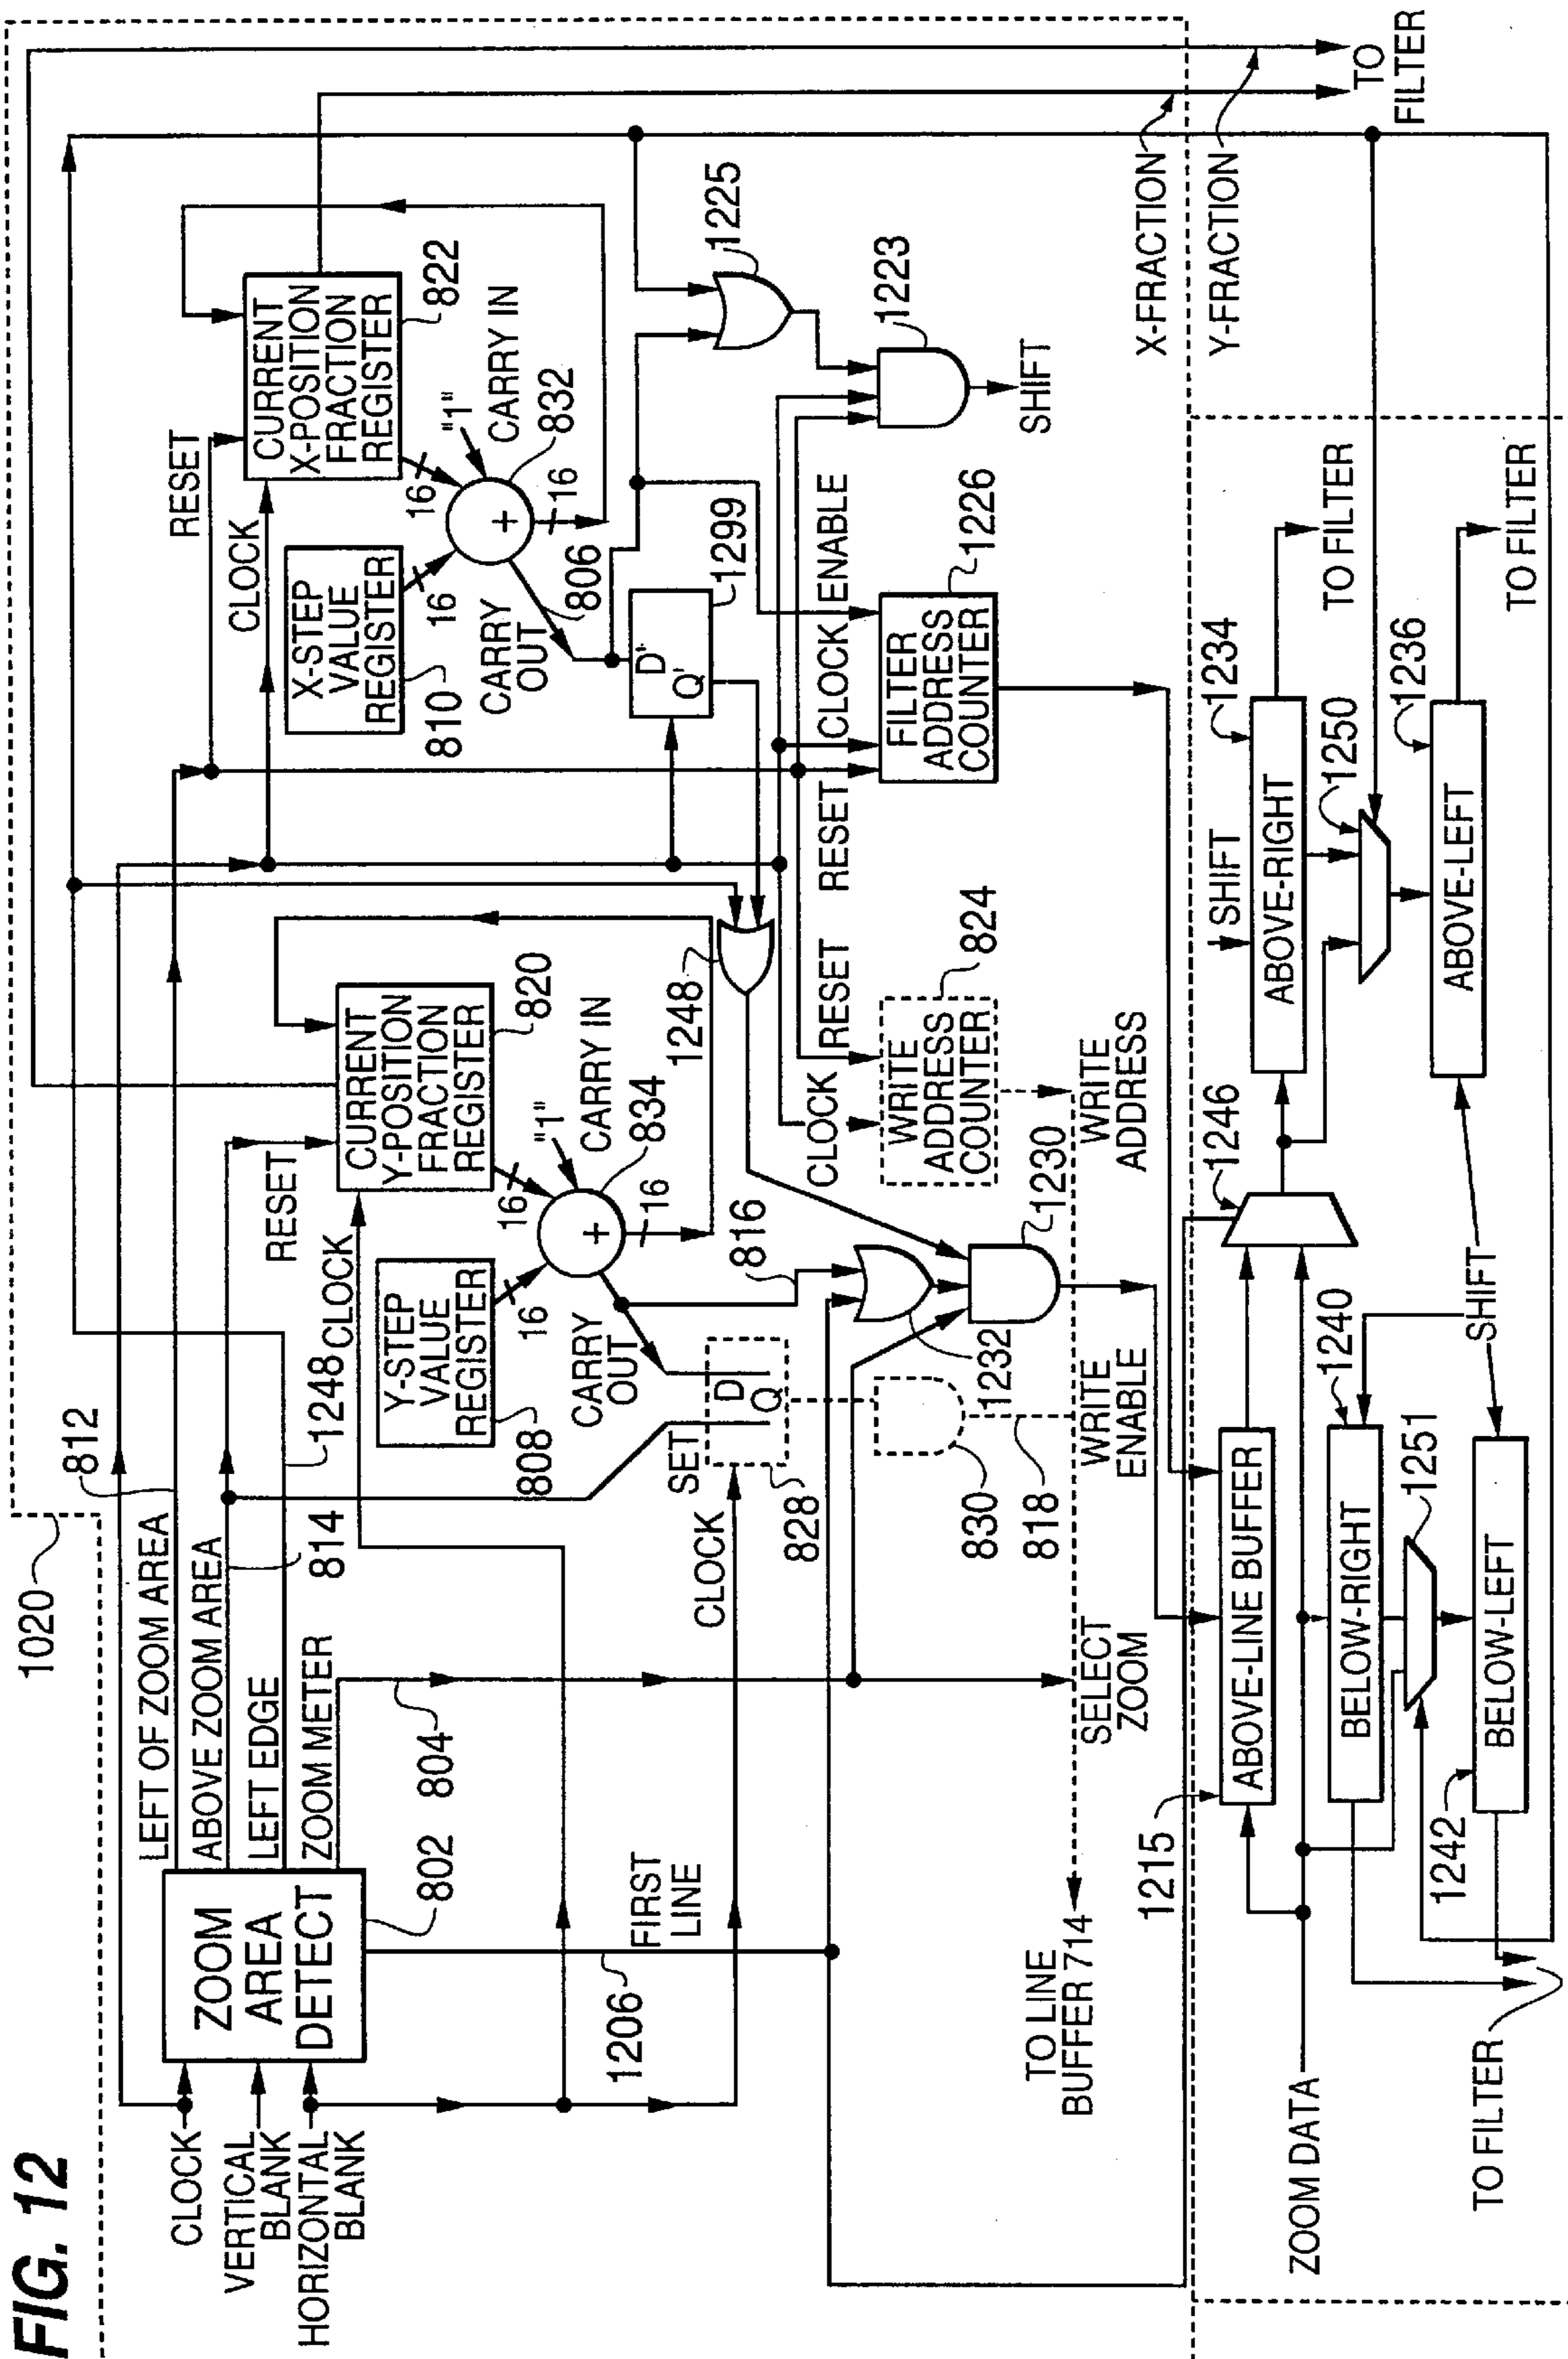 FIG. 12
1020
CLOCK
VERTICAL
BLANK
HORIZONTAL
BLANK
ZOOM
AREA
DETECT
802
LEFT OF ZOOM AREA
ABOVE ZOOM AREA
LEFT EDGE
ZOOM METER
804
812
814
1248
FIRST
LINE
1206
RESET
CLOCK
CURRENT
Y-POSITION
FRACTION
REGISTER
820
Y-STEP
VALUE
REGISTER
808
16
16
"1"
CARRY IN
834
16
+
CARRY
OUT
816
SET
D
Q
CLOCK
828
830
818
1232
1230
1248
RESET
CLOCK
CURRENT
X-POSITION
FRACTION
REGISTER
822
X-STEP
VALUE
REGISTER
810
16
16
"1"
CARRY IN
832
16
+
CARRY
OUT
806
D'
Q'
1299
1225
1223
SHIFT
CLOCK ENABLE
RESET
FILTER
ADDRESS
COUNTER
1226
RESET
CLOCK
WRITE
ADDRESS
COUNTER
824
WRITE
ADDRESS
WRITE
ENABLE
SELECT
ZOOM
TO LINE
BUFFER 714
X-FRACTION
Y-FRACTION
TO
FILTER
ZOOM DATA
1215
ABOVE-LINE BUFFER
1246
SHIFT
ABOVE-RIGHT
1234
TO FILTER
1250
ABOVE-LEFT
1236
TO FILTER
BELOW-RIGHT
1240
1251
SHIFT
BELOW-LEFT
1242
TO FILTER